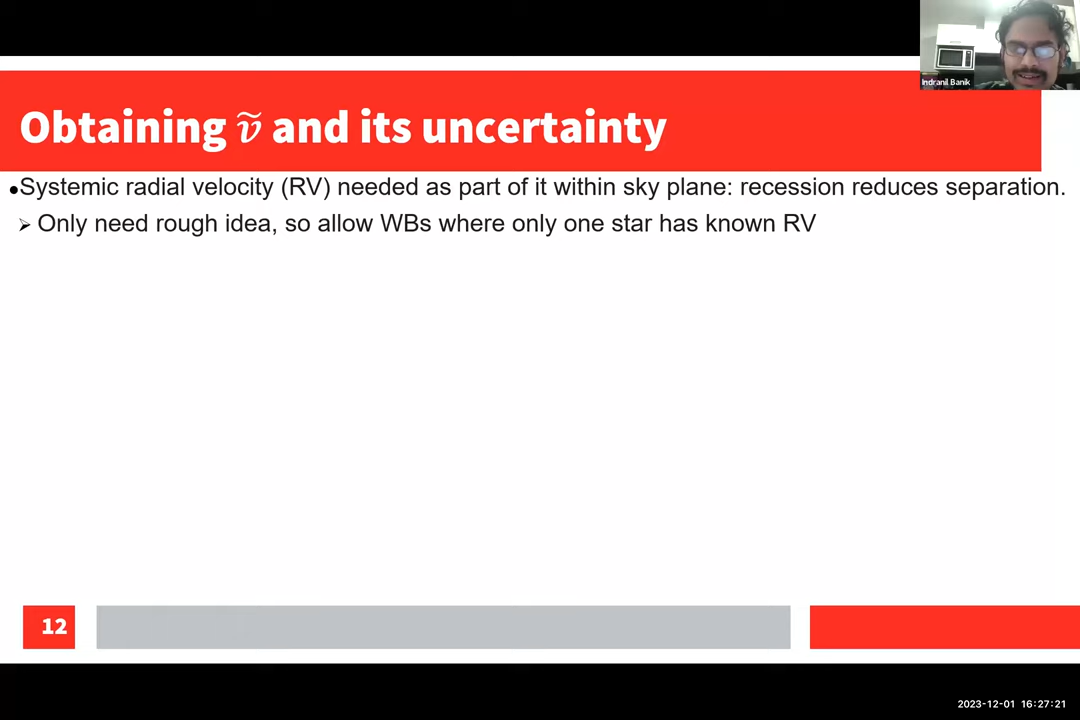 Indranil Banik
Obtaining ṽ and its uncertainty
•Systemic radial velocity (RV) needed as part of it within sky plane: recession reduces separation.
➢ Only need rough idea, so allow WBs where only one star has known RV
12
2023-12-01 16:27:21